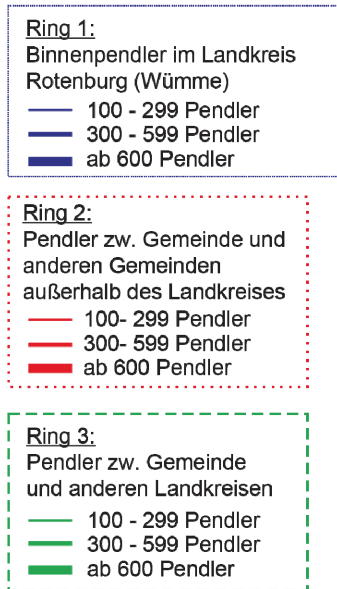 Ring 1:
Binnenpendler im Landkreis
Rotenburg (Wümme)
100 - 299 Pendler
300 - 599 Pendler
ab 600 Pendler
Ring 2:
Pendler zw. Gemeinde und
anderen Gemeinden
außerhalb des Landkreises
100- 299 Pendler
300- 599 Pendler
ab 600 Pendler
Ring 3:
Pendler zw. Gemeinde
und anderen Landkreisen
100 - 299 Pendler
300 - 599 Pendler
ab 600 Pendler